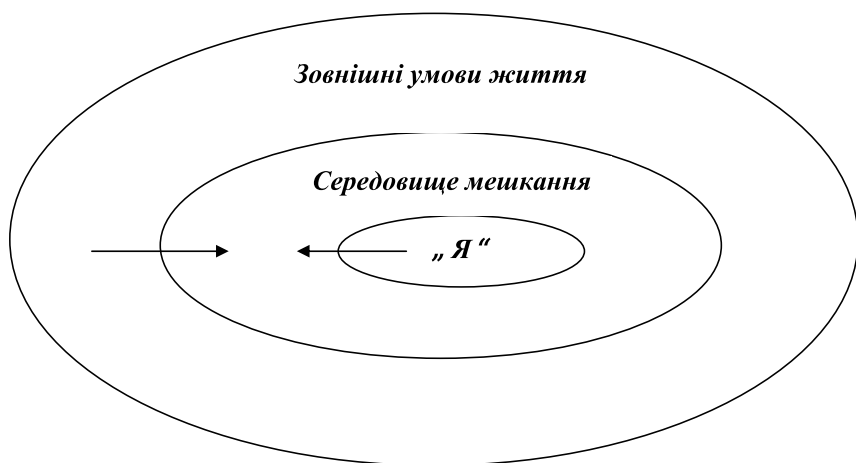 Зовнішні умови життя
Середовище мешкання
„ Я “